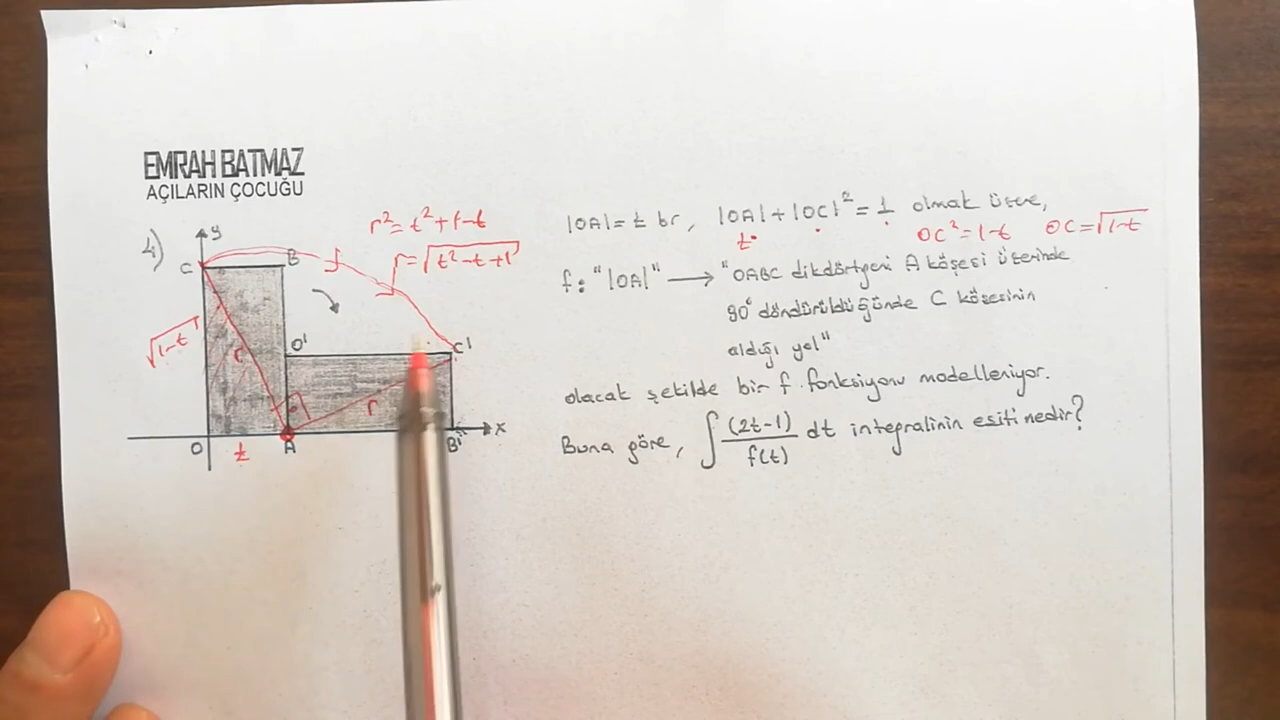 EMRAH BATMAZ
AÇILARIN ÇOCUĞU
4)
y
C
B
f
r² = t² + 1 - t
r = √t² - t + 1
√1-t
r
O'
C'
r
O
t
A
B'
x
|OA| = t br, |OA| + |OC|² = 1 olmak üzere,
t
OC² = 1-t OC = √1-t
f: "|OA|" → "OABC dikdörtgeni A köşesi üzerinde
90° döndürüldüğünde C köşesinin
aldığı yol"
olacak şekilde bir f fonksiyonu modelleniyor.
Buna göre, ∫ (2t-1)/f(t) dt integralinin eşiti nedir?